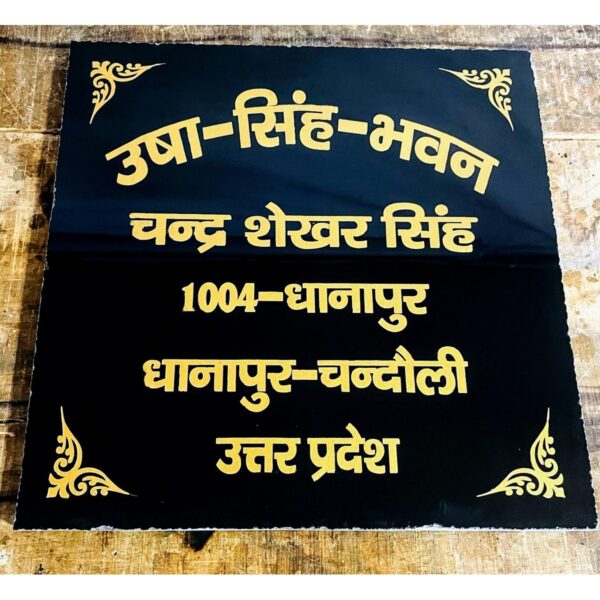 उषा-सिंह-भवन
चन्द्र शेखर सिंह
1004-धानापुर
धानापुर-चन्दौली
उत्तर प्रदेश